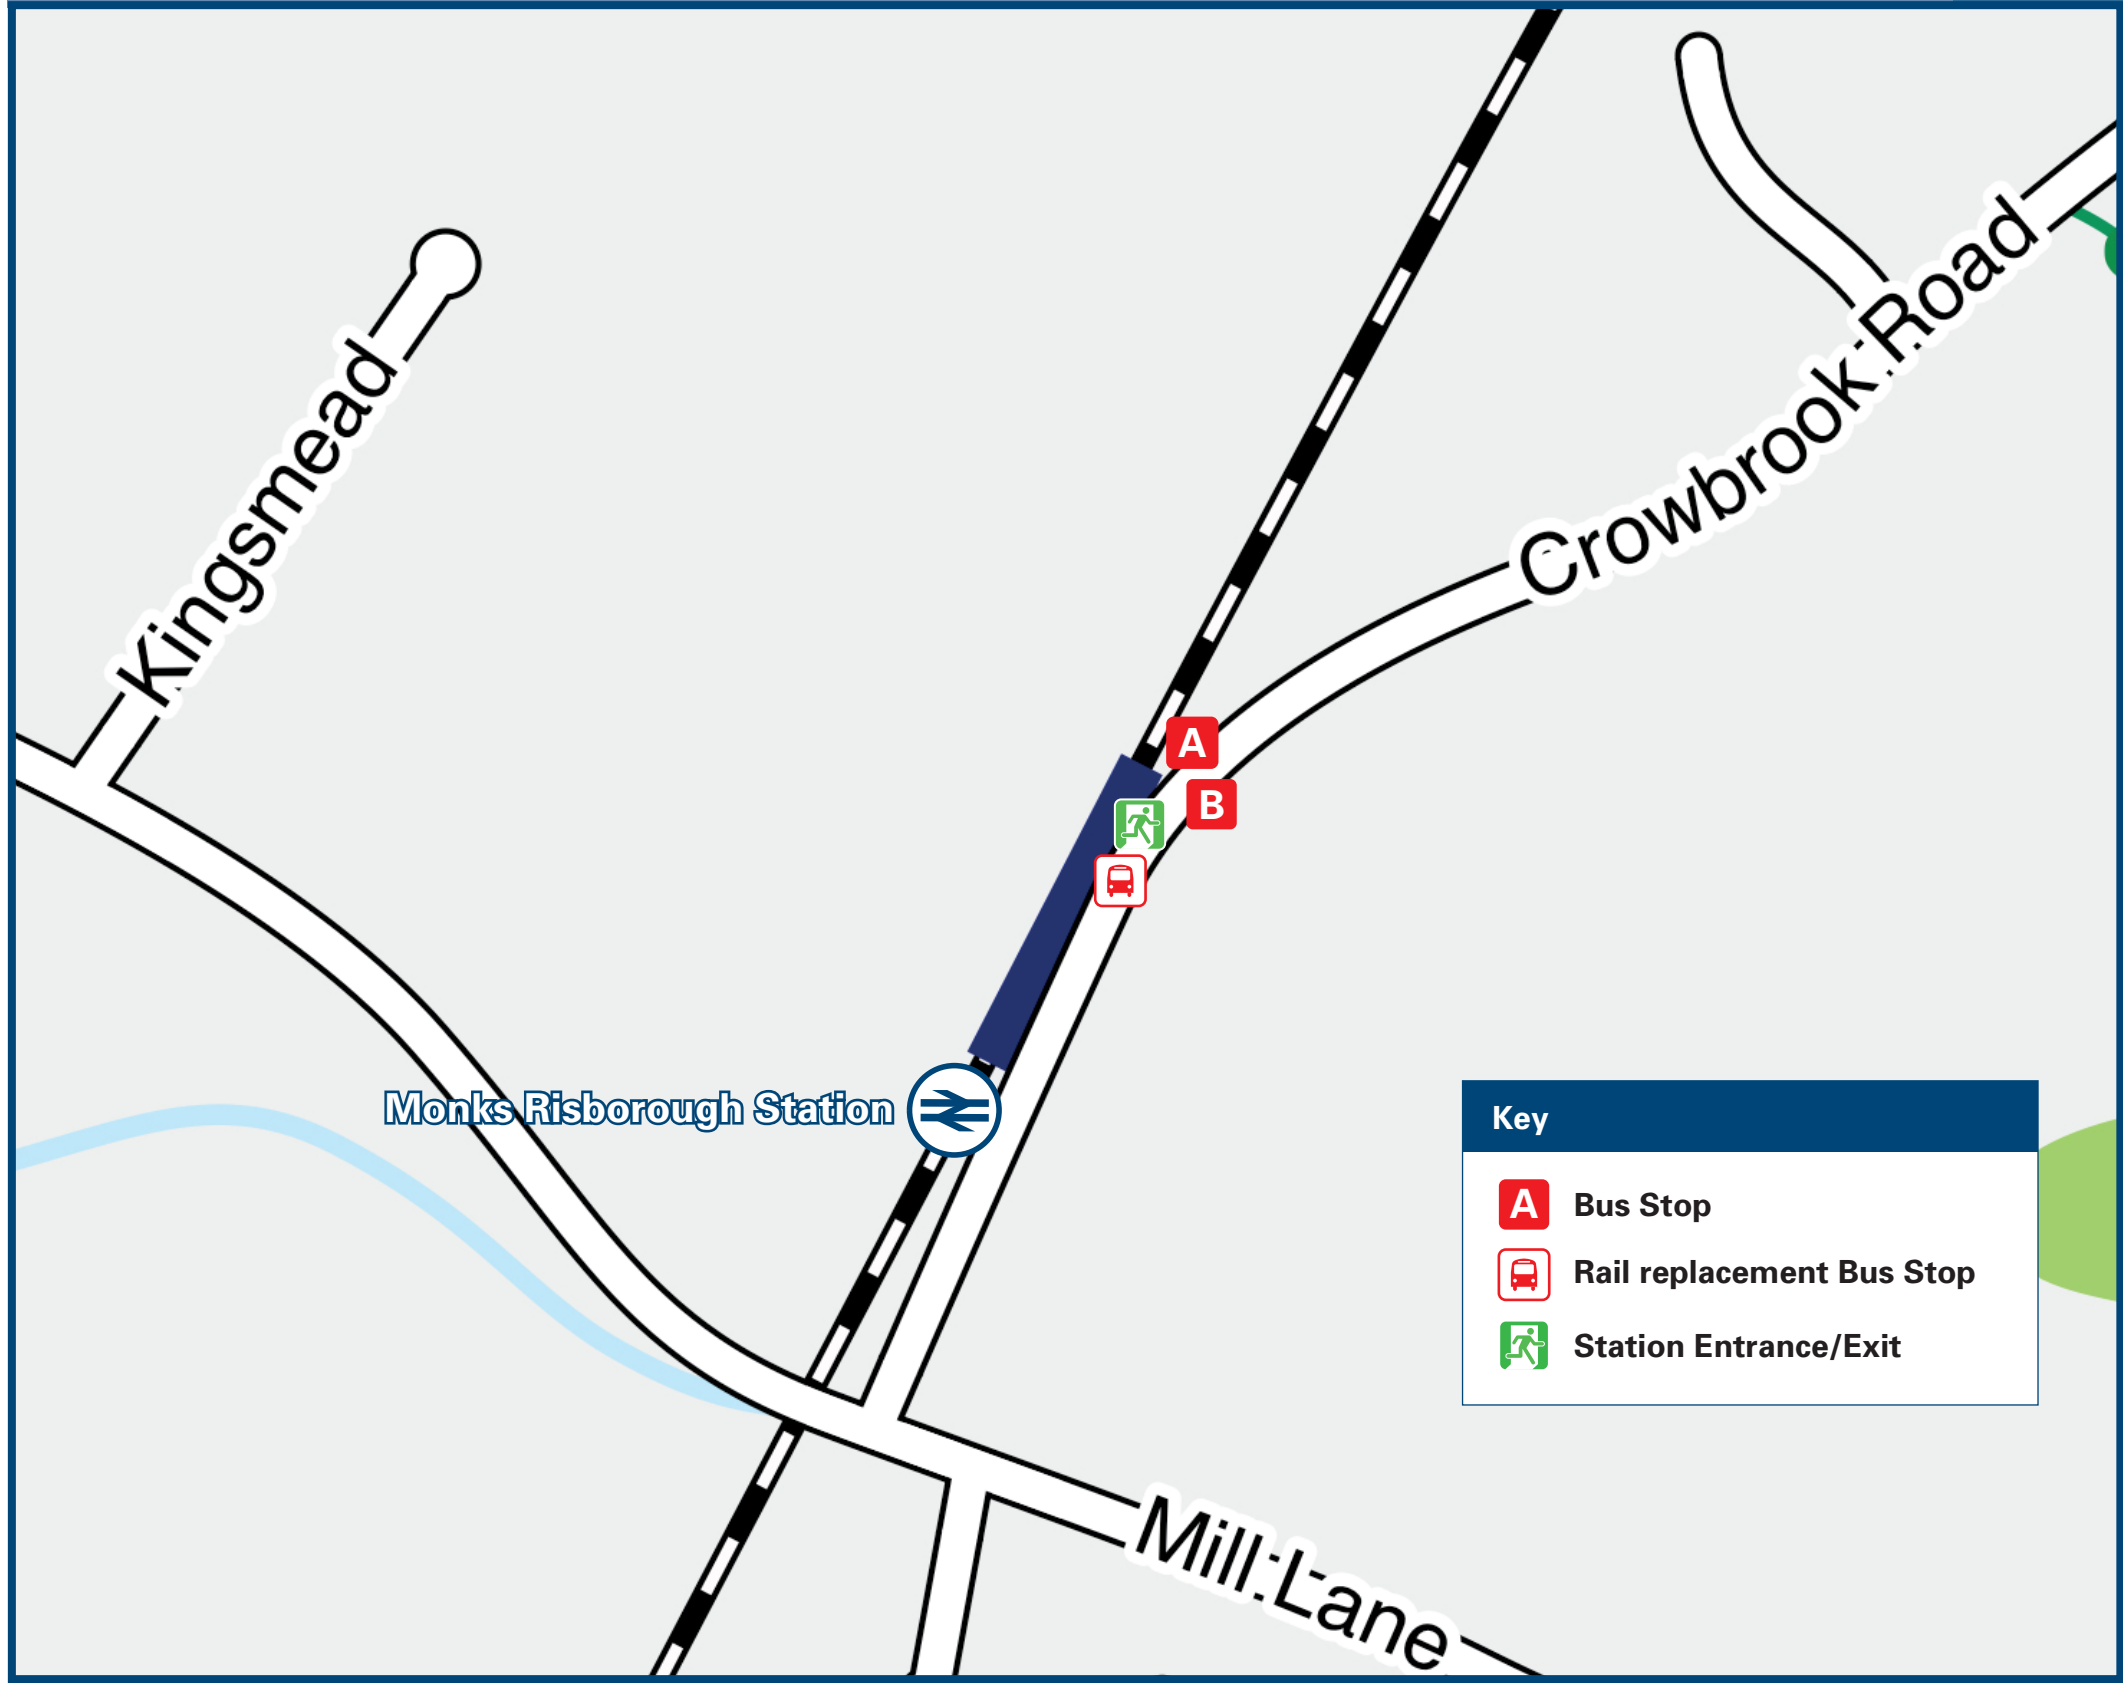 Kingsmead
Crowbrook Road
A
B
Monks Risborough Station
Key
A Bus Stop
Rail replacement Bus Stop
Station Entrance/Exit
Mill Lane